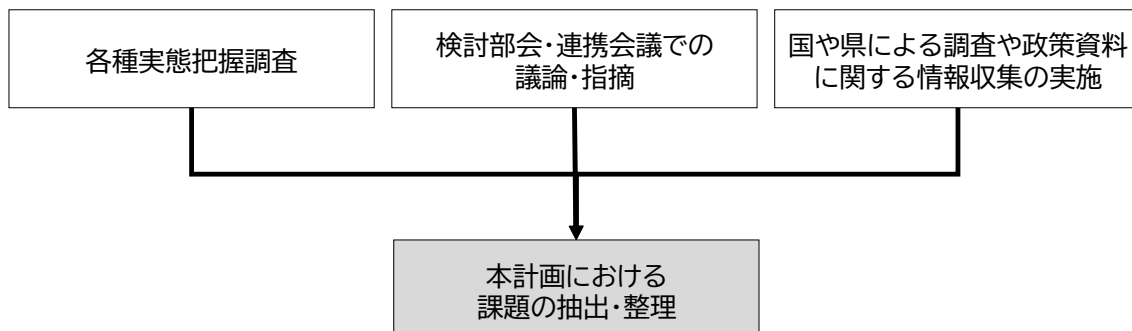 各種実態把握調査
検討部会･連携会議での
議論･指摘
国や県による調査や政策資料
に関する情報収集の実施
本計画における
課題の抽出･整理